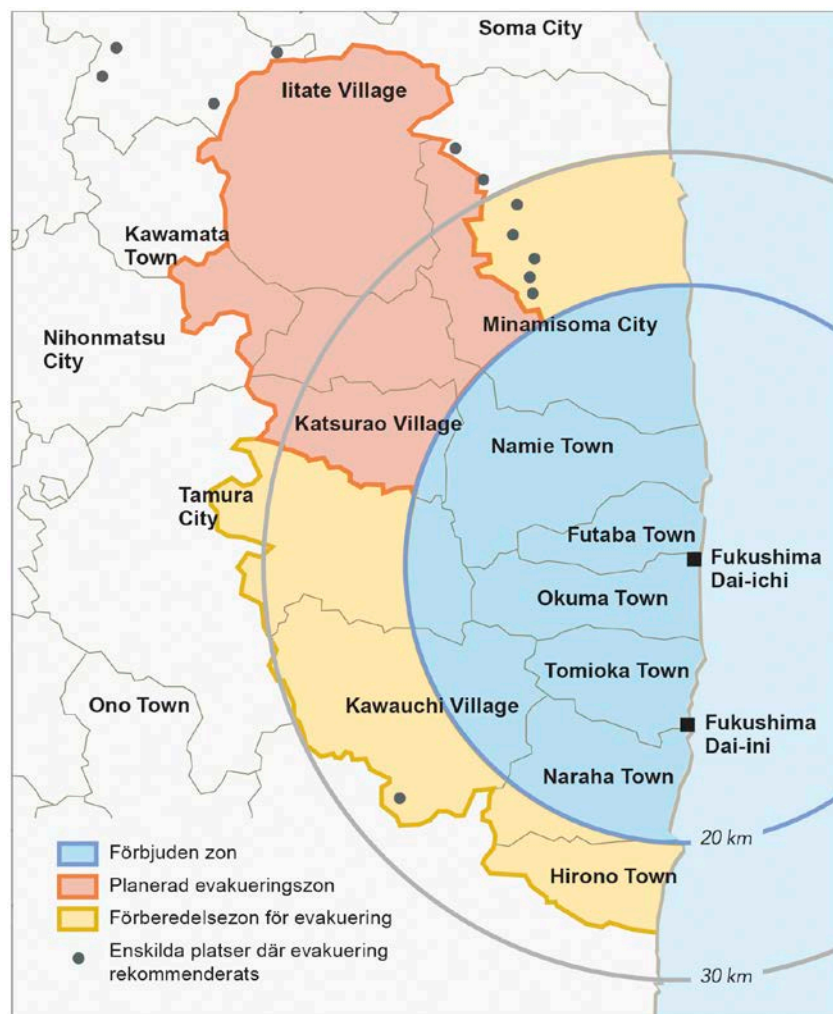 Soma City
Iitate Village
Kawamata
Town
Nihonmatsu
City
Minamisoma City
Katsurao Village
Namie Town
Tamura
City
Futaba Town
Fukushima
Dai-ichi
Okuma Town
Tomioka Town
Ono Town
Kawauchi Village
Fukushima
Dai-ini
Naraha Town
20 km
Hirono Town
30 km
Förbjuden zon
Planerad evakueringszon
Förberedelsezon för evakuering
Enskilda platser där evakuering
rekommenderats